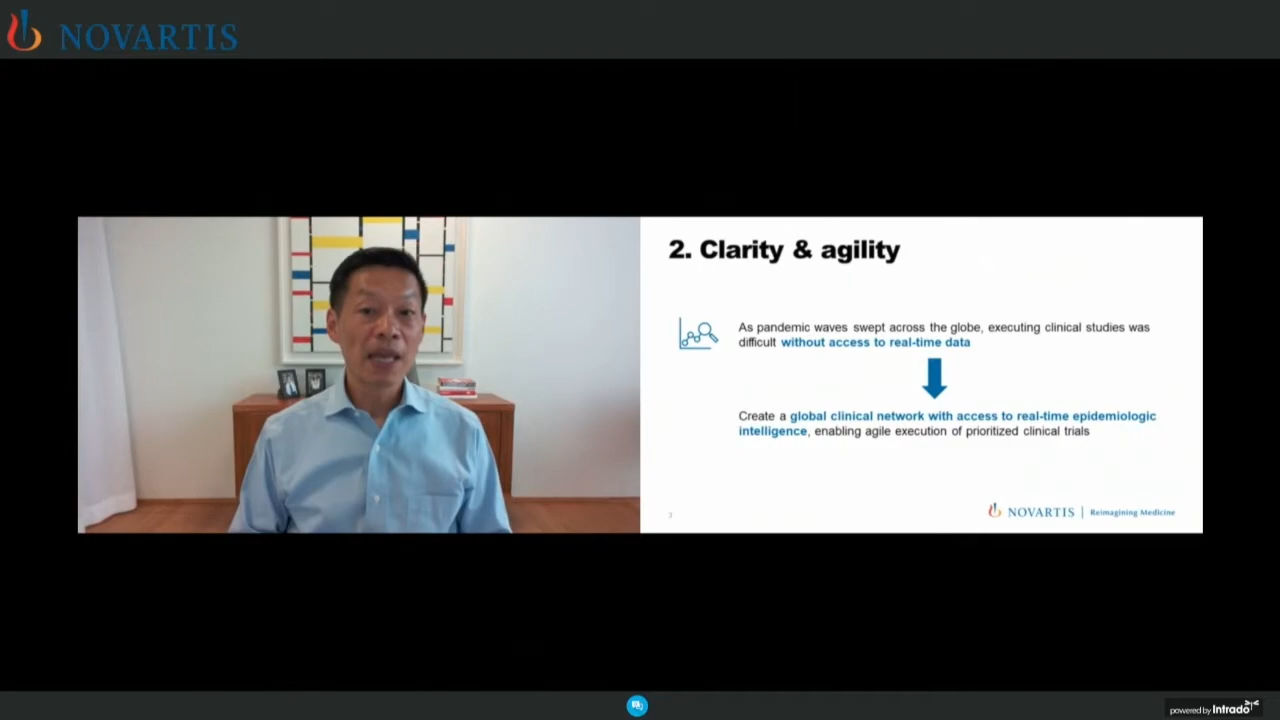 NOVARTIS
2. Clarity & agility
As pandemic waves swept across the globe, executing clinical studies was
difficult without access to real-time data
Create a global clinical network with access to real-time epidemiologic
intelligence, enabling agile execution of prioritized clinical trials
NOVARTIS | Reimagining Medicine
powered by Intrado